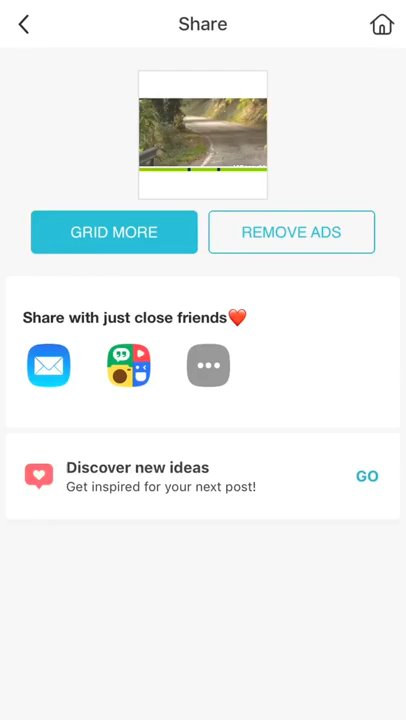 Share
GRID MORE
REMOVE ADS
Share with just close friends❤️
Discover new ideas
Get inspired for your next post!
GO